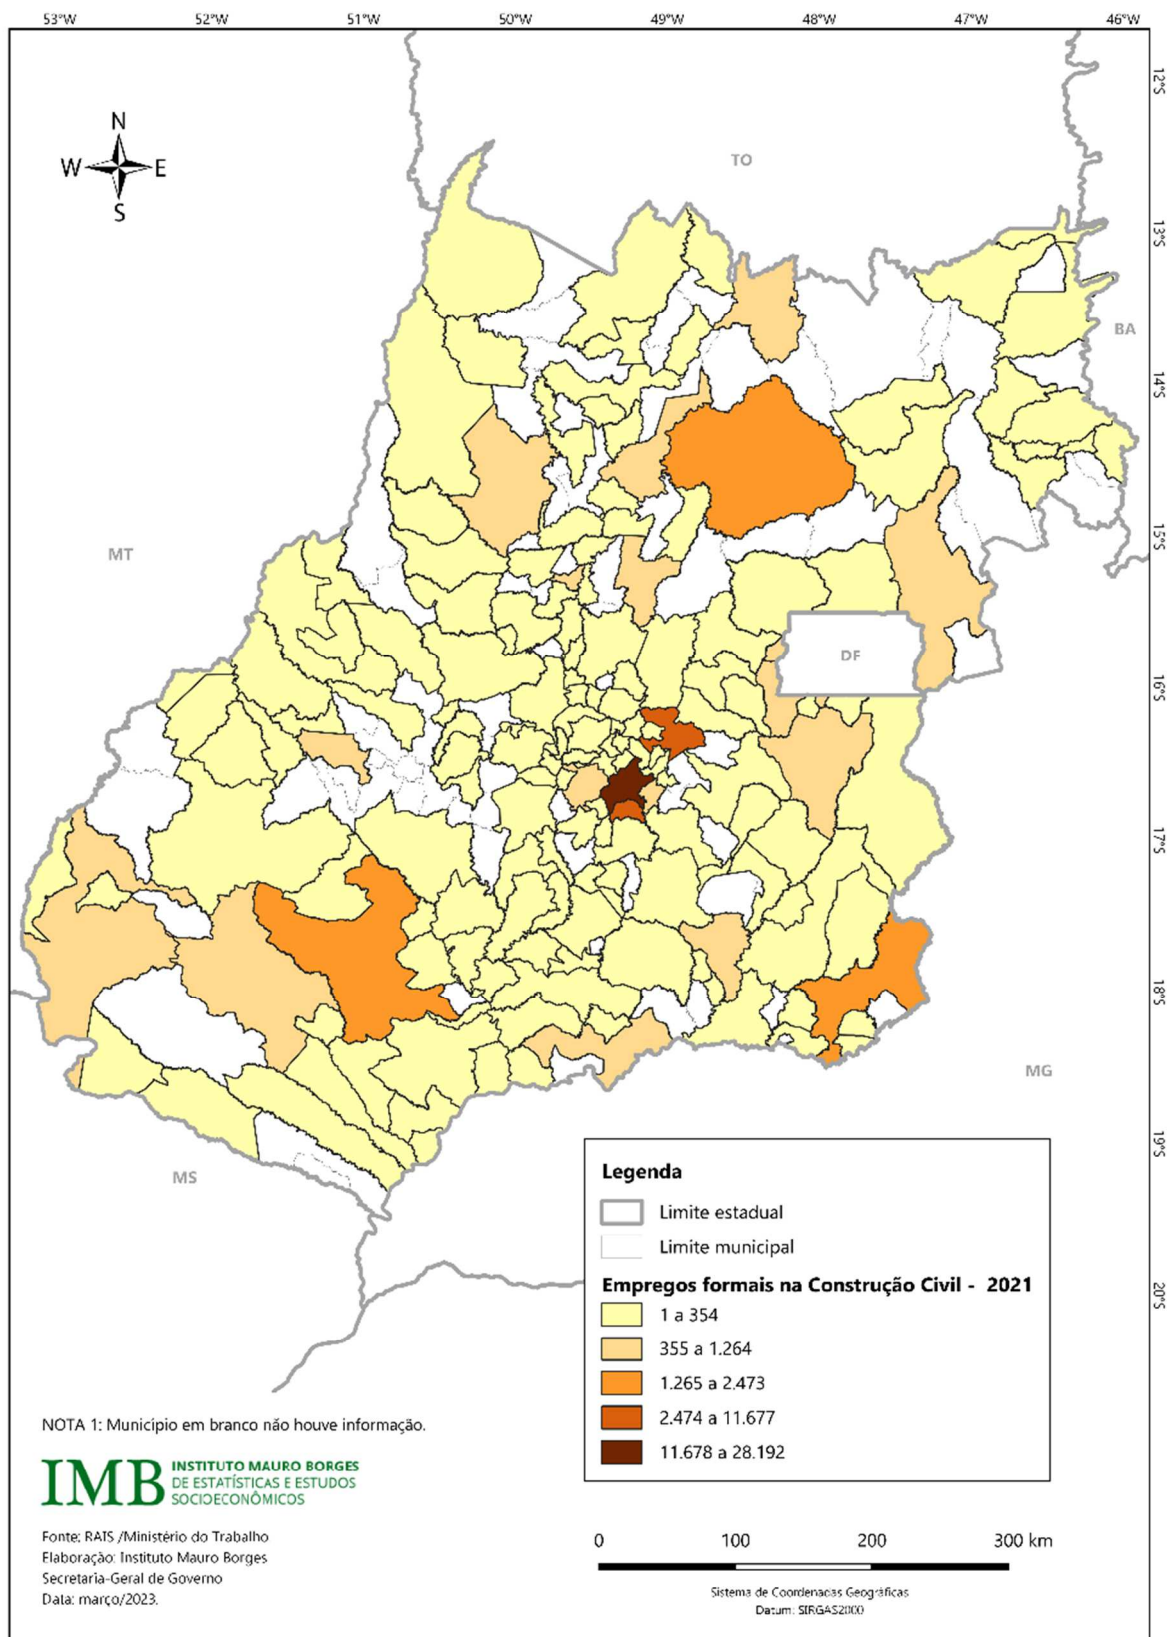 53°W 52°W 51°W 50°W 49°W 48°W 47°W 46°W
12°S
N
W E
S
TO
13°S
BA
14°S
MT
15°S
DF
16°S
17°S
18°S
MG
MS
19°S
20°S
Legenda
Limite estadual
Limite municipal
Empregos formais na Construção Civil - 2021
1 a 354
355 a 1.264
1.265 a 2.473
2.474 a 11.677
11.678 a 28.192
NOTA 1: Município em branco não houve informação.
IMB
INSTITUTO MAURO BORGES
DE ESTATÍSTICAS E ESTUDOS
SOCIOECONÔMICOS
Fonte: RAIS /Ministério do Trabalho
Elaboração: Instituto Mauro Borges
Secretaria-Geral de Governo
Data: março/2023.
0 100 200 300 km
Sistema de Coordenadas Geográficas
Datum: SIRGAS2000